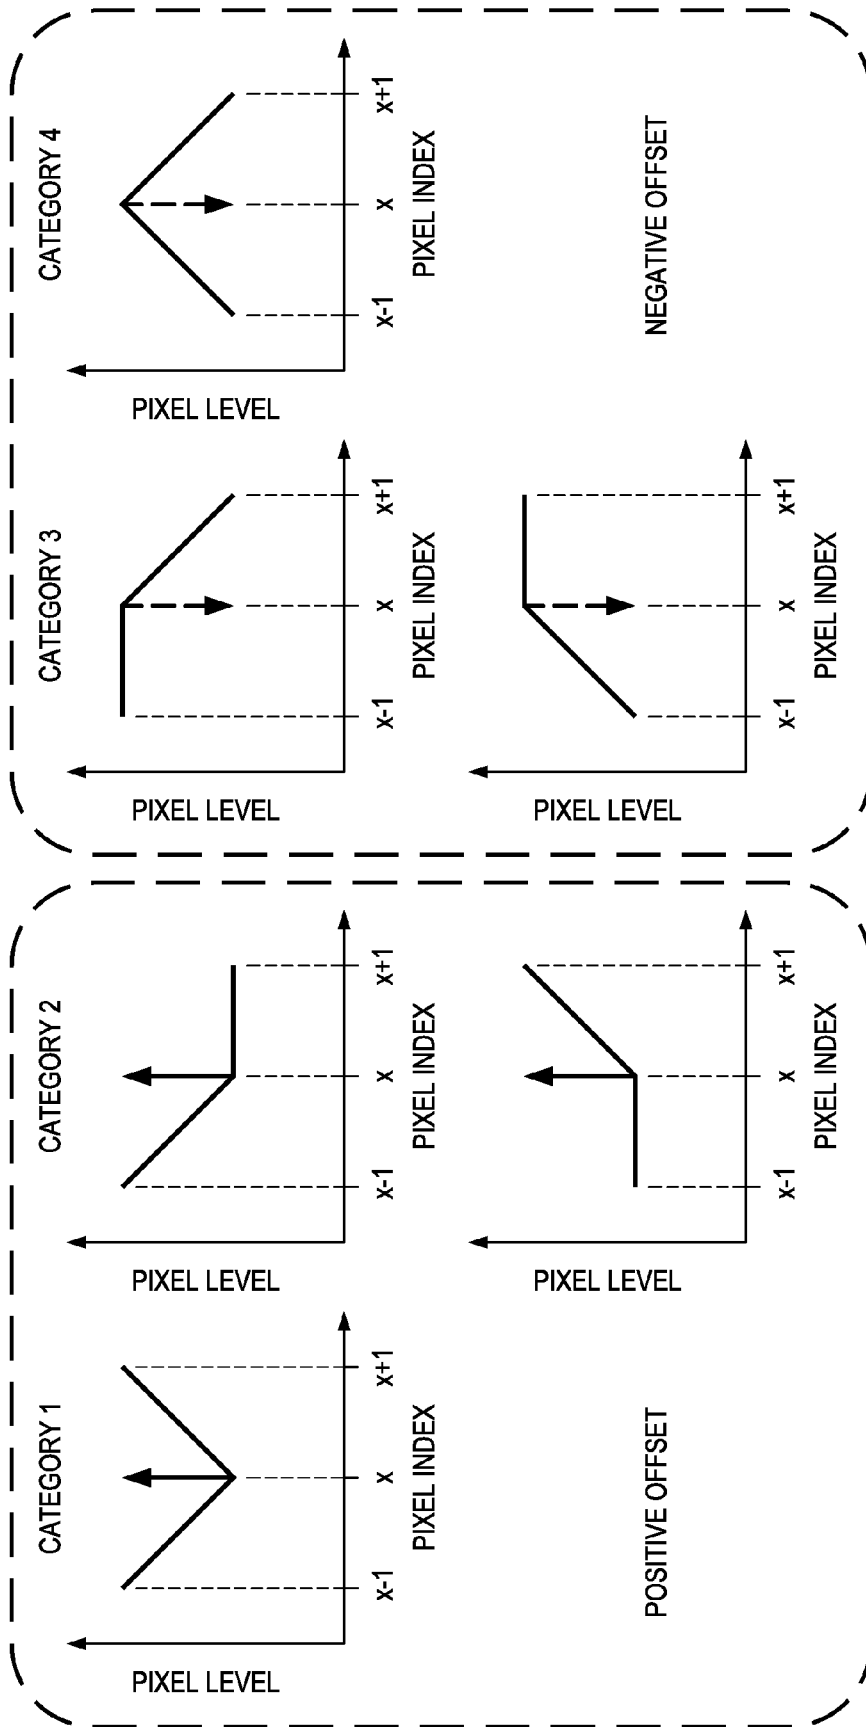 CATEGORY 1
PIXEL LEVEL
x-1
x
x+1
PIXEL INDEX
POSITIVE OFFSET
CATEGORY 2
PIXEL LEVEL
x-1
x
x+1
PIXEL INDEX
PIXEL LEVEL
x-1
x
x+1
PIXEL INDEX
CATEGORY 3
PIXEL LEVEL
x-1
x
x+1
PIXEL INDEX
PIXEL LEVEL
x-1
x
x+1
PIXEL INDEX
CATEGORY 4
PIXEL LEVEL
x-1
x
x+1
PIXEL INDEX
NEGATIVE OFFSET